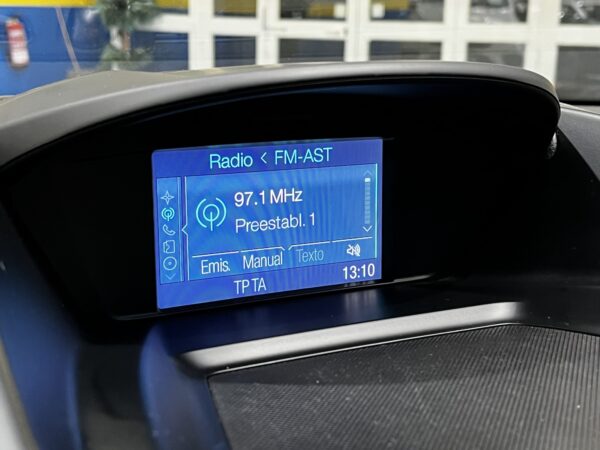 Radio < FM-AST
97.1 MHz
Preestabl. 1
Emis. Manual Texto
TP TA 13:10